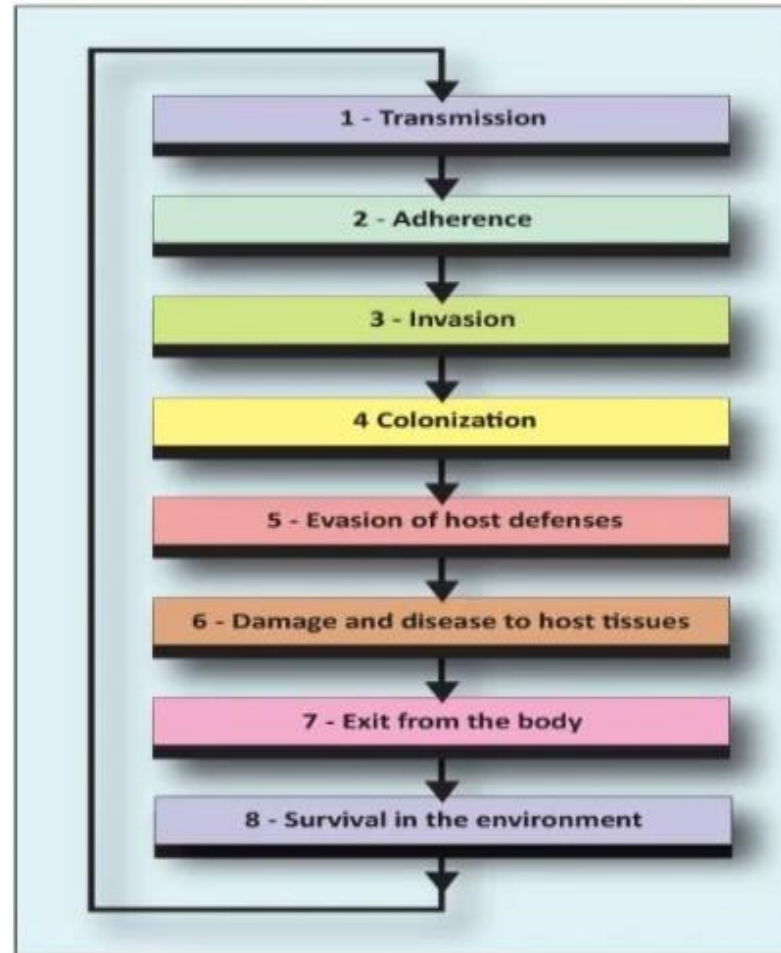 1 - Transmission
2 - Adherence
3 - Invasion
4 Colonization
5 - Evasion of host defenses
6 - Damage and disease to host tissues
7 - Exit from the body
8 - Survival in the environment